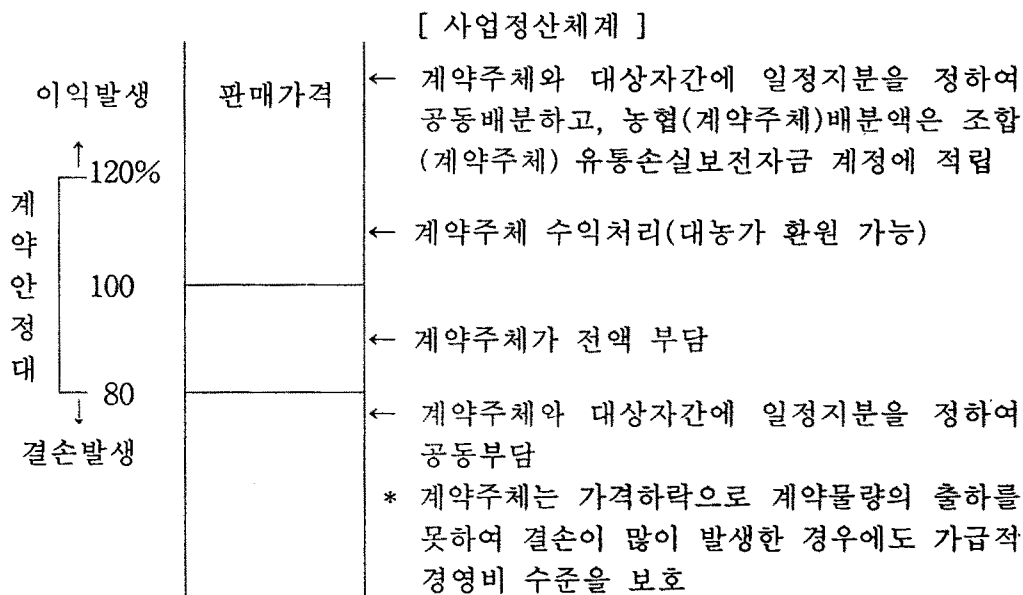 [ 사업정산체계 ]
이익발생
판매가격
← 계약주체와 대상자간에 일정지분을 정하여
공동배분하고, 농협(계약주체)배분액은 조합
(계약주체) 유통손실보전자금 계정에 적립
↑
120%
계약안정대
← 계약주체 수익처리(대농가 환원 가능)
100
← 계약주체가 전액 부담
80
↓
결손발생
← 계약주체와 대상자간에 일정지분을 정하여
공동부담
* 계약주체는 가격하락으로 계약물량의 출하를
못하여 결손이 많이 발생한 경우에도 가급적
경영비 수준을 보호